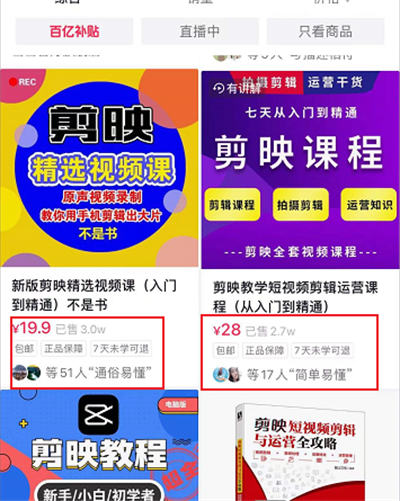 百亿补贴
直播中
只看商品
REC
剪映
精选视频课
原声视频录制
教你用手机剪辑出大片
不是书
新版剪映精选视频课（入门
到精通）不是书
¥19.9 已售 3.0w
包邮 正品保障 7天未学可退
等51人“通俗易懂”
有讲解
拍摄剪辑 运营干货
七天从入门到精通
剪映课程
剪辑课程 拍摄剪辑 运营知识
---剪映全套视频课程---
剪映教学短视频剪辑运营课
程（从入门到精通）
¥28 已售 2.7w
包邮 正品保障 7天未学可退
等17人“简单易懂”
电脑版
剪映教程
新手/小白/初学者
剪映短视频剪辑
与运营全攻略